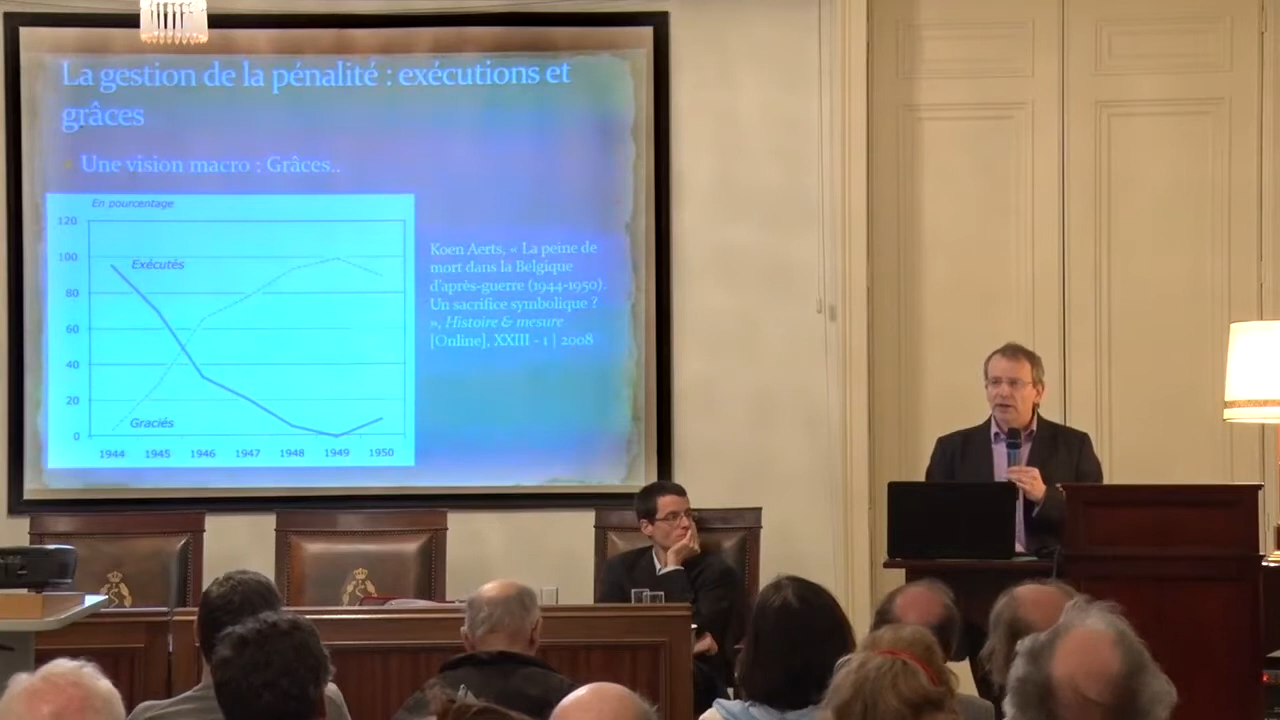 La gestion de la pénalité : exécutions et
grâces
Une vision macro : Grâces..
En pourcentage
120
100
80
60
40
20
0
Exécutés
Graciés
1944 1945 1946 1947 1948 1949 1950
Koen Aerts, « La peine de
mort dans la Belgique
d'après-guerre (1944-1950).
Un sacrifice symbolique ?
», Histoire & mesure
[Online], XXIII - 1 | 2008